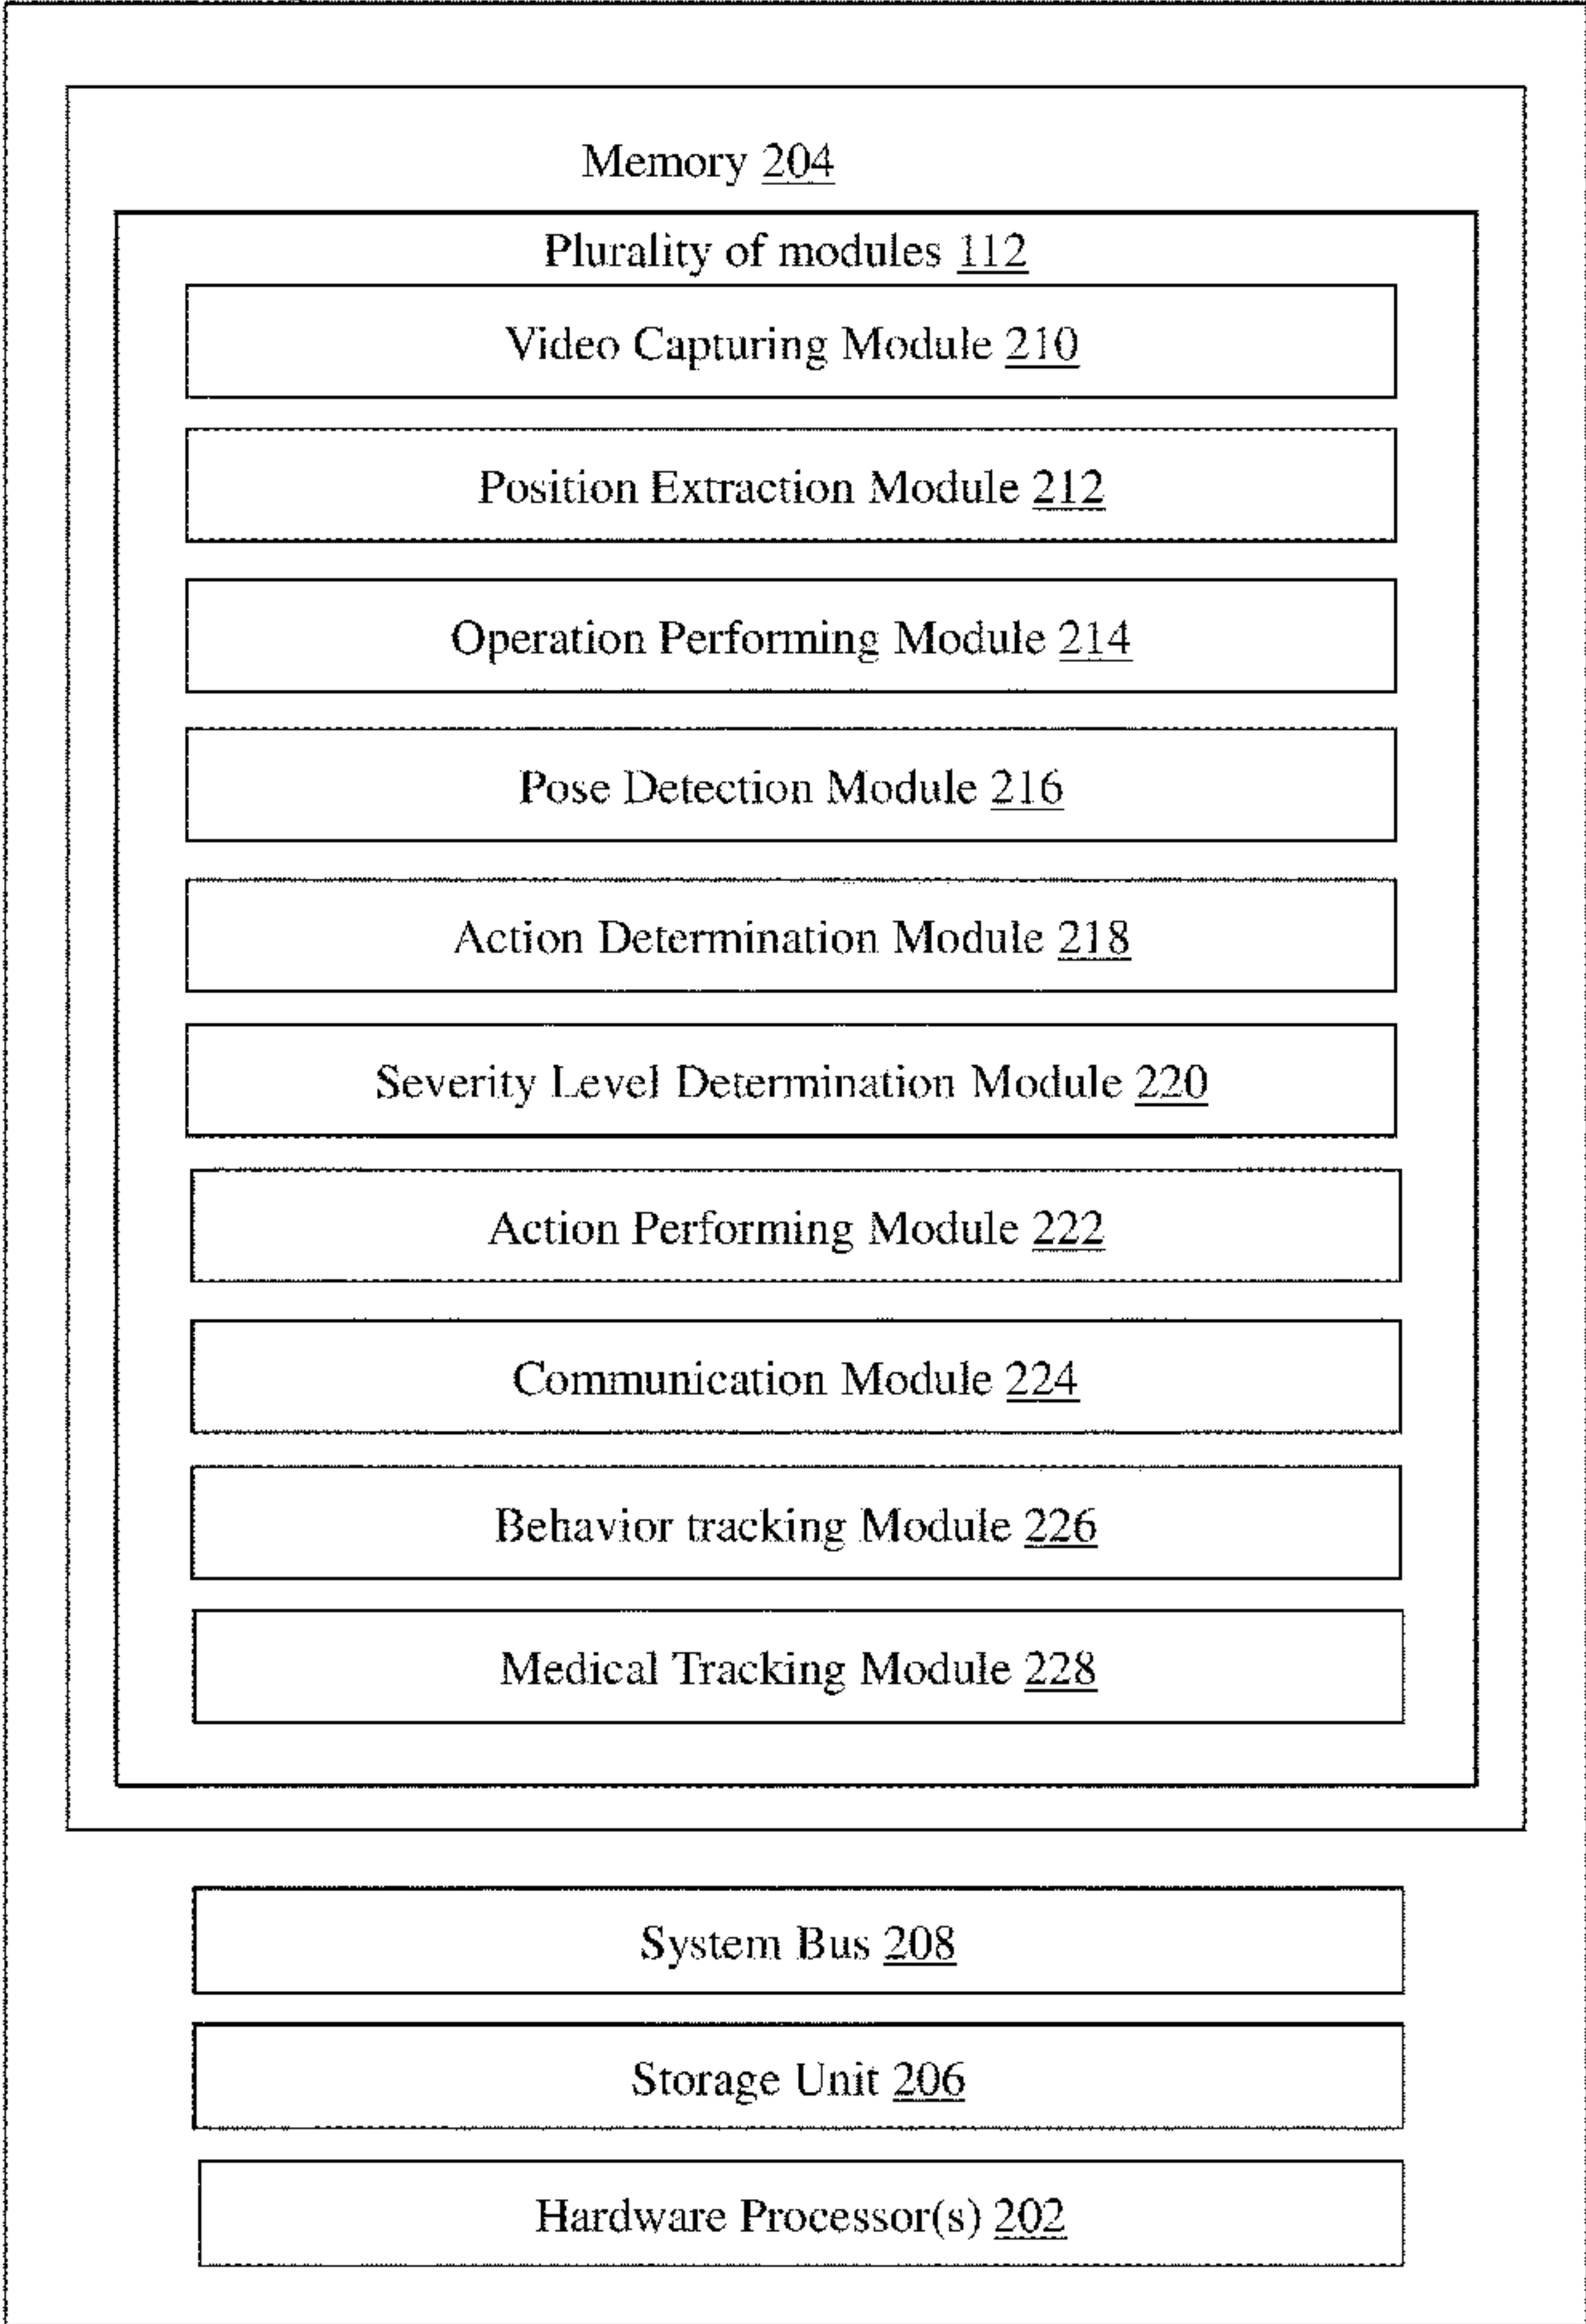 Memory 204
Plurality of modules 112
Video Capturing Module 210
Position Extraction Module 212
Operation Performing Module 214
Pose Detection Module 216
Action Determination Module 218
Severity Level Determination Module 220
Action Performing Module 222
Communication Module 224
Behavior tracking Module 226
Medical Tracking Module 228
System Bus 208
Storage Unit 206
Hardware Processor(s) 202